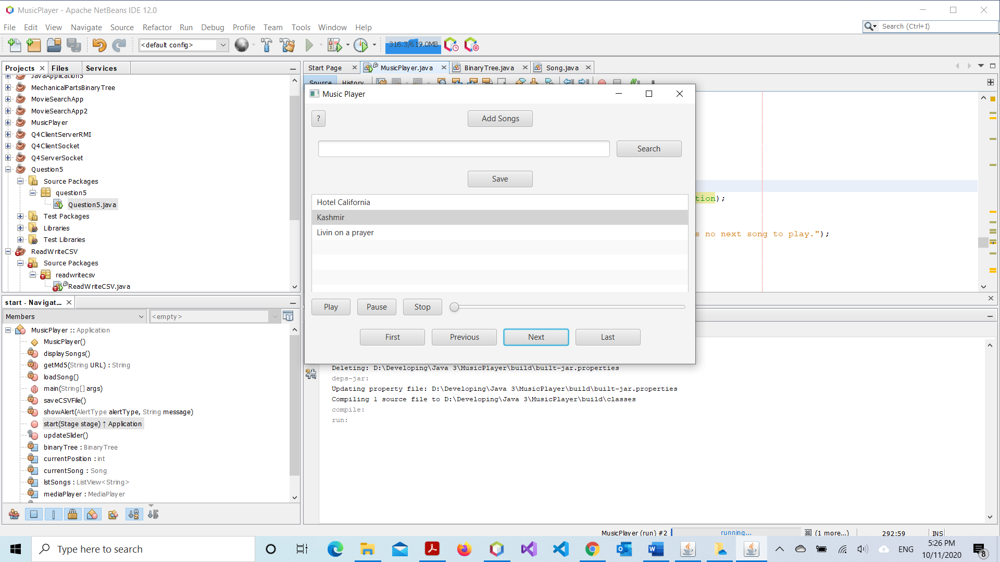 MusicPlayer - Apache NetBeans IDE 12.0
File Edit View Navigate Source Refactor Run Debug Profile Team Tools Window Help
Search (Ctrl+I)
<default config>
316.3/619.0MB
Projects Files Services
Start Page MusicPlayer.java BinaryTree.java Song.java
Source History
JavaApplication5
MechanicalPartsBinaryTree
MovieSearchApp
MovieSearchApp2
MusicPlayer
Q4ClientServerRMI
Q4ClientSocket
Q4ServerSocket
Question5
Source Packages
question5
Question5.java
Test Packages
Libraries
Test Libraries
ReadWriteCSV
Source Packages
readwritecsv
ReadWriteCSV.java
Music Player
?
Add Songs
Search
Save
Hotel California
Kashmir
Livin on a prayer
Play Pause Stop
First Previous Next Last
tion);
s no next song to play.");
start - Navigat...
Members
<empty>
MusicPlayer :: Application
MusicPlayer()
displaySongs()
getMd5(String URL) : String
loadSong()
main(String[] args)
saveCSVFile()
showAlert(AlertType alertType, String message)
start(Stage stage) ↑ Application
updateSlider()
binaryTree : BinaryTree
currentPosition : int
currentSong : Song
lstSongs : ListView<String>
mediaPlayer : MediaPlayer
Deleting: D:\Developing\Java 3\MusicPlayer\build\built-jar.properties
deps-jar:
Updating property file: D:\Developing\Java 3\MusicPlayer\build\built-jar.properties
Compiling 1 source file to D:\Developing\Java 3\MusicPlayer\build\classes
compile:
run:
MusicPlayer (run) #2 running... (1 more...) 292:59 INS
Type here to search
ENG
5:26 PM
10/11/2020
8